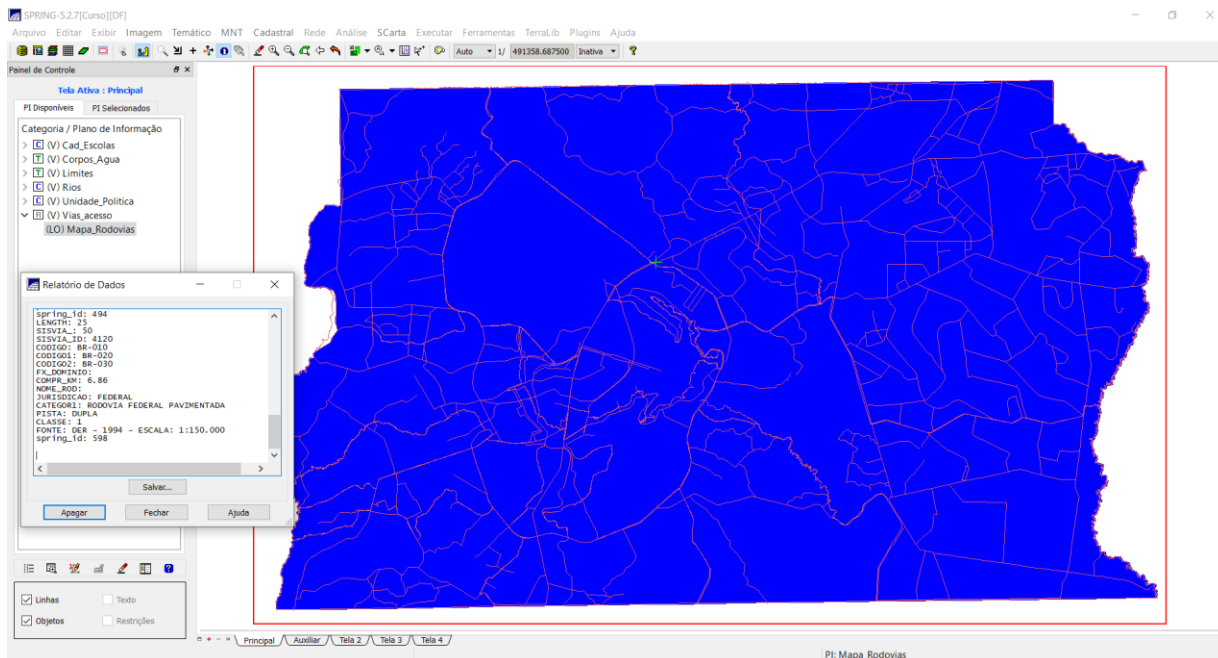 SPRING-5.2.7[Curso][DF]
Arquivo Editar Exibir Imagem Temático MNT Cadastral Rede Análise SCarta Executar Ferramentas TerraLib Plugins Ajuda
Auto 1/ 491358.687500 Inativa
Painel de Controle
Tela Ativa : Principal
PI Disponíveis PI Selecionados
Categoria / Plano de Informação
C (V) Cad_Escolas
T (V) Corpos_Agua
T (V) Limites
C (V) Rios
C (V) Unidade_Politica
R (V) Vias_acesso
(LO) Mapa_Rodovias
Relatório de Dados
spring_id: 494
LENGTH: 25
SISVIA_: 50
SISVIA_ID: 4120
CODIGO: BR-010
CODIGO1: BR-020
CODIGO2: BR-030
FX_DOMINIO:
COMPR_KM: 6.86
NOME_ROD:
JURISDICAO: FEDERAL
CATEGOR1: RODOVIA FEDERAL PAVIMENTADA
PISTA: DUPLA
CLASSE: 1
FONTE: DER - 1994 - ESCALA: 1:150.000
spring_id: 598
Salvar...
Apagar Fechar Ajuda
Linhas Texto
Objetos Restrições
Principal Auxiliar Tela 2 Tela 3 Tela 4
PI: Mapa_Rodovias